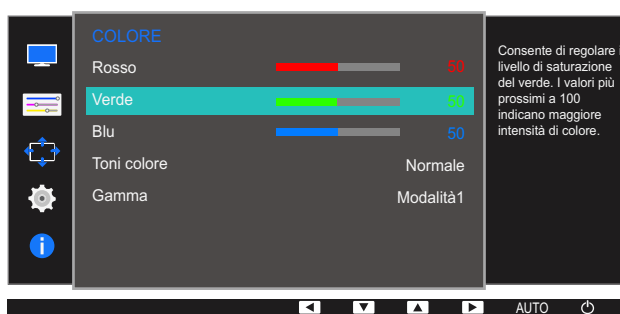 COLORE
Rosso 50
Verde 50
Blu 50
Toni colore Normale
Gamma Modalità1
Consente di regolare i
livello di saturazione
del verde. I valori più
prossimi a 100
indicano maggiore
intensità di colore.
AUTO